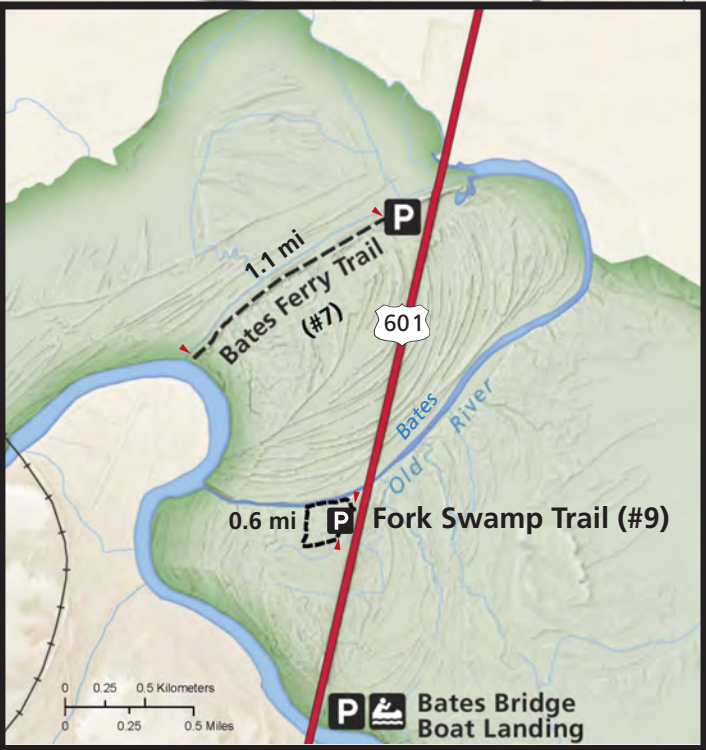 P
1.1 mi
Bates Ferry Trail
(#7)
601
Bates
Old River
0.6 mi
P
Fork Swamp Trail (#9)
0 0.25 0.5 Kilometers
0 0.25 0.5 Miles
P
Bates Bridge
Boat Landing